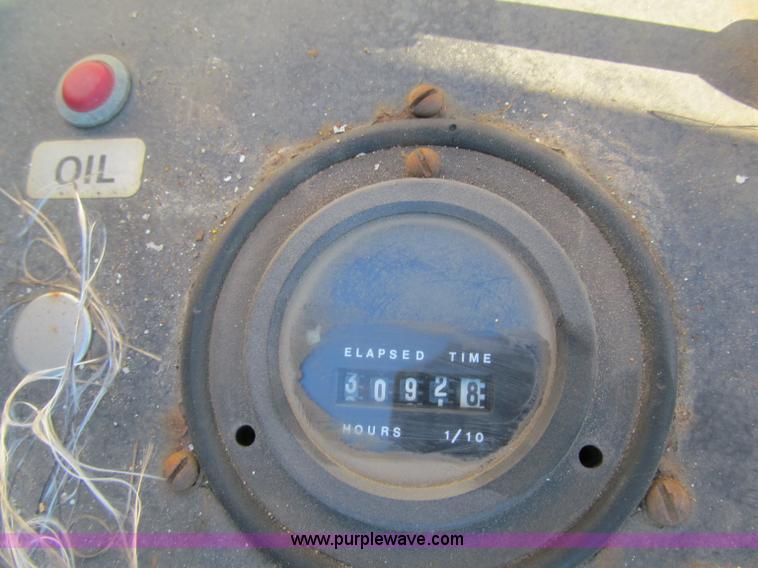 OIL
ELAPSED TIME
30928
HOURS 1/10
www.purplewave.com